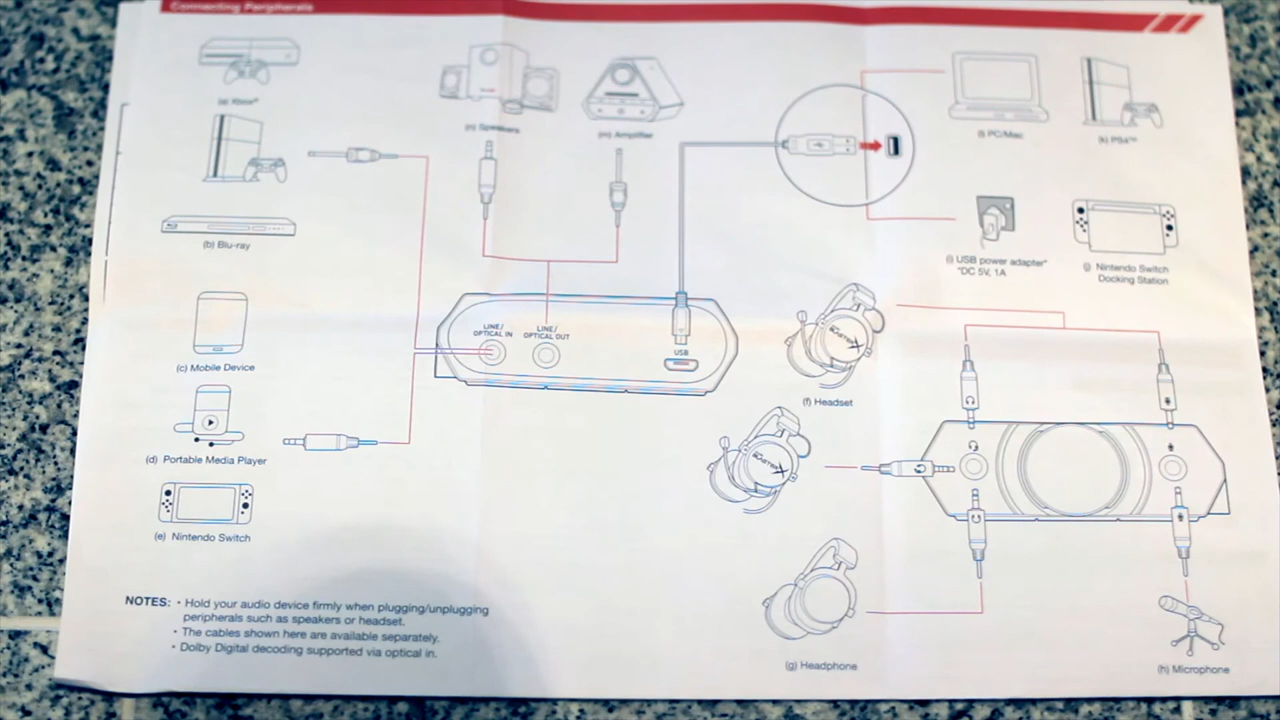 Connecting Peripherals
(a) Xbox™
(b) Blu-ray
(c) Mobile Device
(d) Portable Media Player
(e) Nintendo Switch
(n) Speakers
(m) Amplifier
LINE/
OPTICAL IN
LINE/
OPTICAL OUT
USB
(l) PC/Mac
(k) PS4™
(i) USB power adapter*
*DC 5V, 1A
(j) Nintendo Switch
Docking Station
(f) Headset
(g) Headphone
(h) Microphone
NOTES: • Hold your audio device firmly when plugging/unplugging
peripherals such as speakers or headset.
• The cables shown here are available separately.
• Dolby Digital decoding supported via optical in.